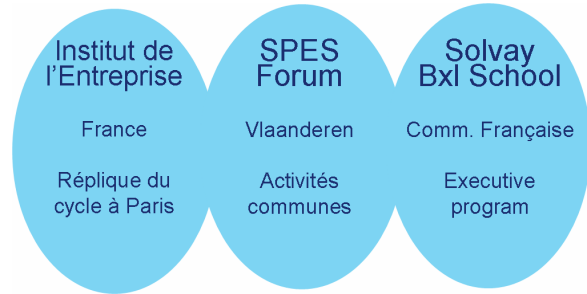 Institut de
l'Entreprise
France
Réplique du
cycle à Paris
SPES
Forum
Vlaanderen
Activités
communes
Solvay
Bxl School
Comm. Française
Executive
program